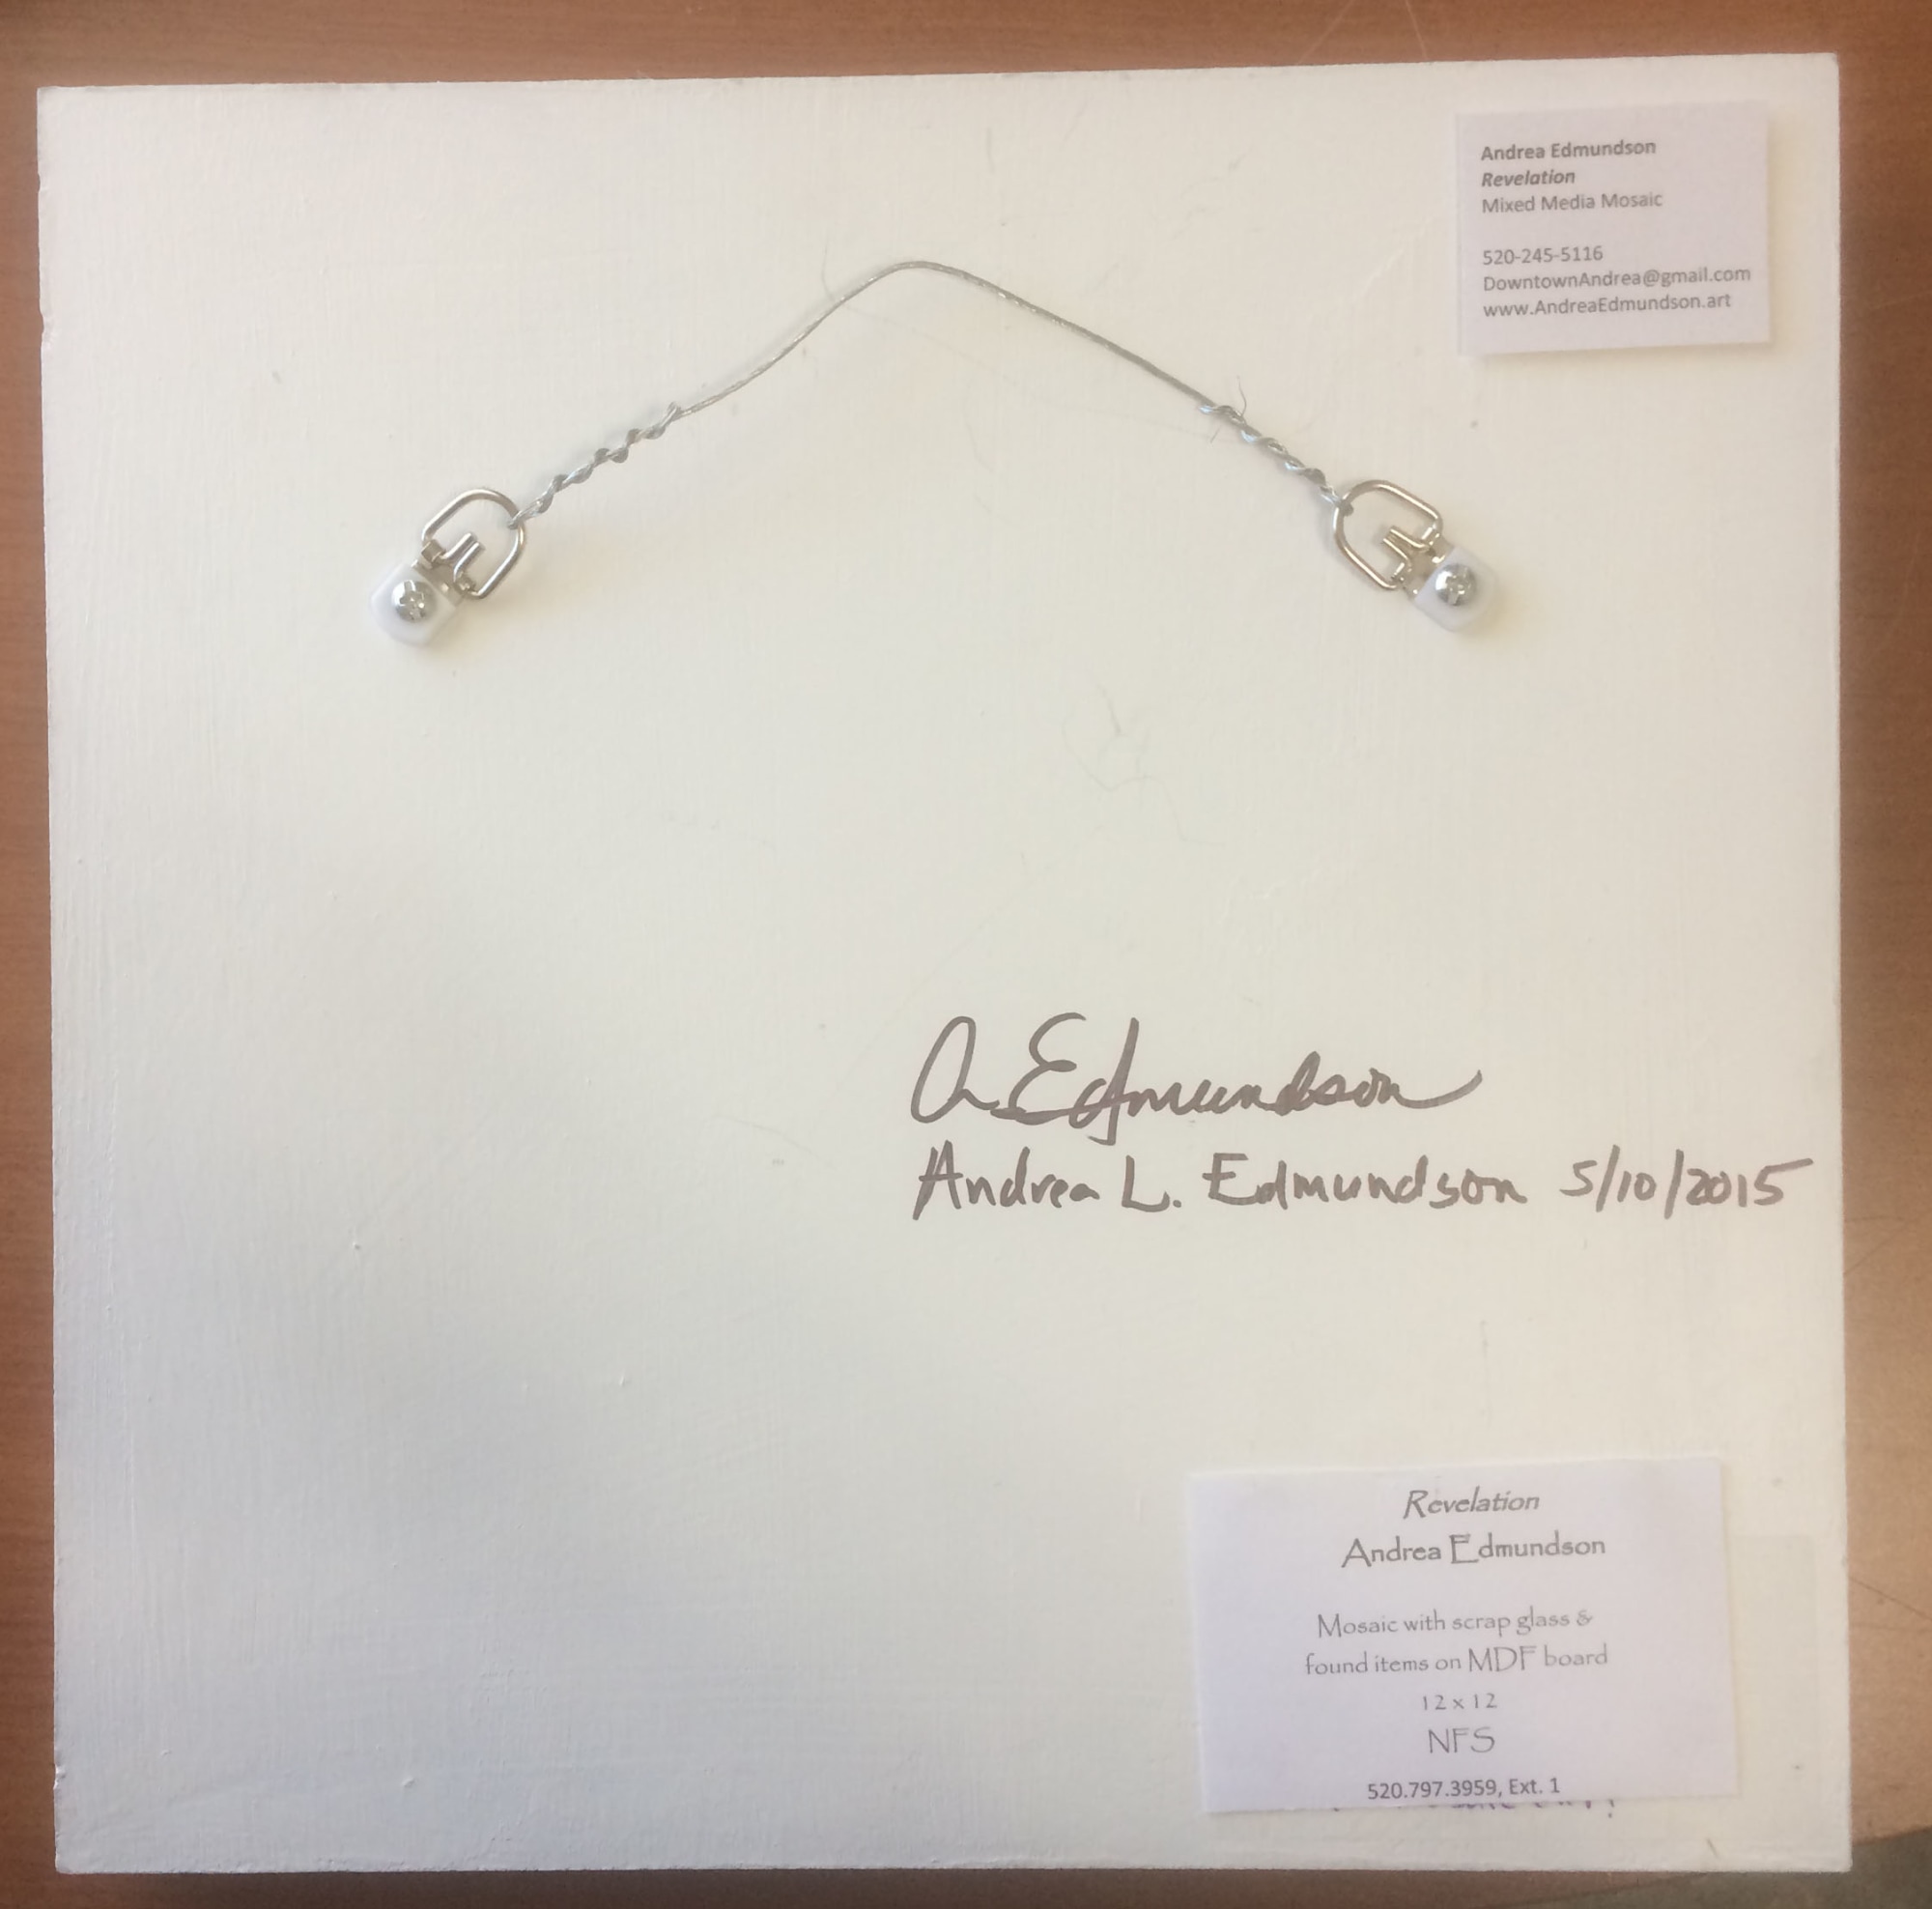 Andrea Edmundson
Revelation
Mixed Media Mosaic
520-245-5116
DowntownAndrea@gmail.com
www.AndreaEdmundson.art
A Edmundson
Andrea L. Edmundson 5/10/2015
Revelation
Andrea Edmundson
Mosaic with scrap glass &
found items on MDF board
12 x 12
NFS
520.797.3959, Ext. 1